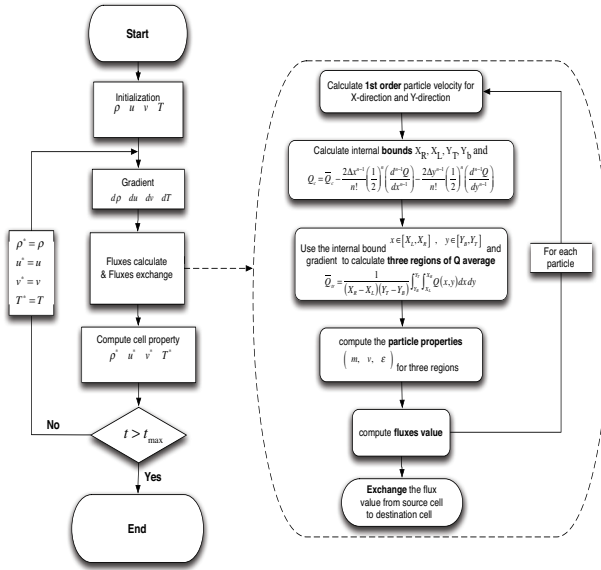 Start
Initialization
ρ u v T
Gradient
dρ du dv dT
Fluxes calculate
& Fluxes exchange
Compute cell property
ρ* u* v* T*
t > t_max
No
Yes
End
ρ* = ρ
u* = u
v* = v
T* = T
Calculate 1st order particle velocity for
X-direction and Y-direction
Calculate internal bounds X_R, X_L, Y_T, Y_b and
Q_c = Q̅_c − 2Δx^(n−1)/n! (1/2)^n (d^(n−1)Q/dx^(n−1)) − 2Δy^(n−1)/n! (1/2)^n (d^(n−1)Q/dy^(n−1))
Use the internal bound x∈[X_L, X_R] , y∈[Y_B, Y_T] and
gradient to calculate three regions of Q average
1/((X_R − X_L)(Y_T − Y_B)) ∫ ∫ Q(x, y) dx dy
compute the particle properties
( m, v, ε ) for three regions
compute fluxes value
Exchange the flux
value from source cell
to destination cell
For each
particle